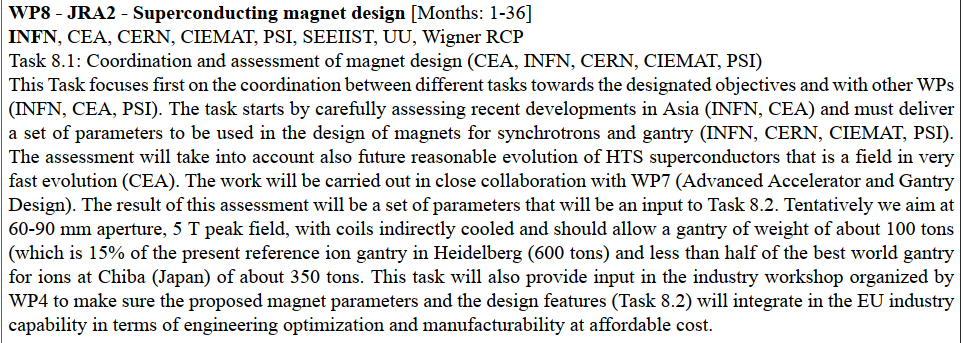 WP8 - JRA2 - Superconducting magnet design [Months: 1-36]
INFN, CEA, CERN, CIEMAT, PSI, SEEIIST, UU, Wigner RCP
Task 8.1: Coordination and assessment of magnet design (CEA, INFN, CERN, CIEMAT, PSI)
This Task focuses first on the coordination between different tasks towards the designated objectives and with other WPs
(INFN, CEA, PSI). The task starts by carefully assessing recent developments in Asia (INFN, CEA) and must deliver
a set of parameters to be used in the design of magnets for synchrotrons and gantry (INFN, CERN, CIEMAT, PSI).
The assessment will take into account also future reasonable evolution of HTS superconductors that is a field in very
fast evolution (CEA). The work will be carried out in close collaboration with WP7 (Advanced Accelerator and Gantry
Design). The result of this assessment will be a set of parameters that will be an input to Task 8.2. Tentatively we aim at
60-90 mm aperture, 5 T peak field, with coils indirectly cooled and should allow a gantry of weight of about 100 tons
(which is 15% of the present reference ion gantry in Heidelberg (600 tons) and less than half of the best world gantry
for ions at Chiba (Japan) of about 350 tons. This task will also provide input in the industry workshop organized by
WP4 to make sure the proposed magnet parameters and the design features (Task 8.2) will integrate in the EU industry
capability in terms of engineering optimization and manufacturability at affordable cost.